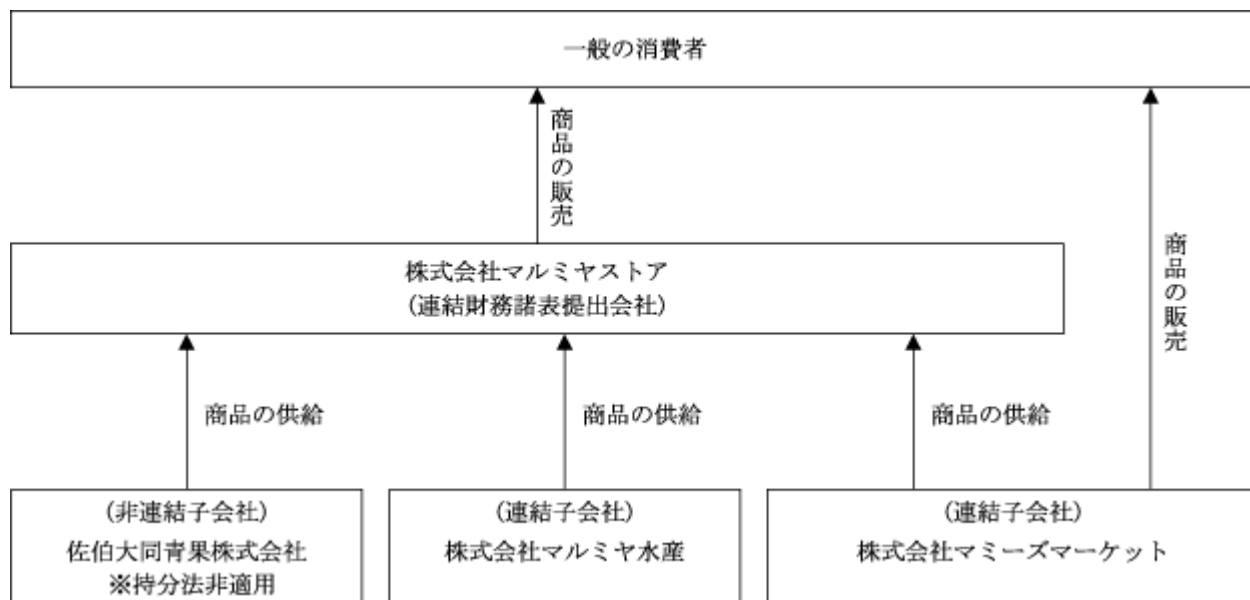 一般の消費者
商品の販売
株式会社マルミヤストア
(連結財務諸表提出会社)
商品の販売
商品の供給
商品の供給
商品の供給
(非連結子会社)
佐伯大同青果株式会社
※持分法非適用
(連結子会社)
株式会社マルミヤ水産
(連結子会社)
株式会社マミーズマーケット